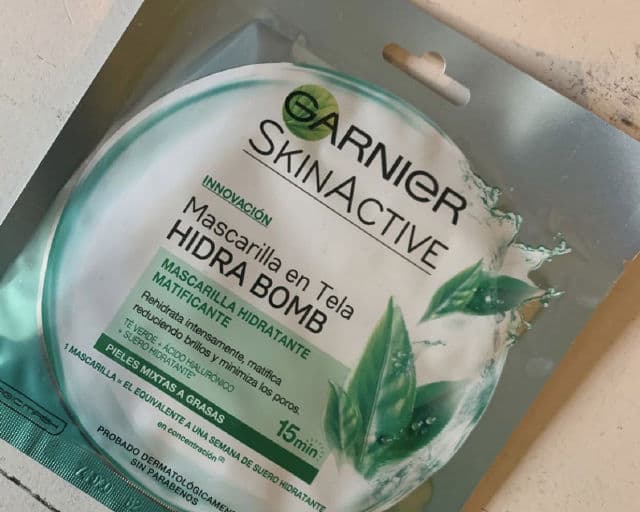 GARNIER
SKINACTIVE
INNOVACIÓN
Mascarilla en Tela
HIDRA BOMB
MASCARILLA HIDRATANTE
MATIFICANTE
Rehidrata intensamente, matifica
reduciendo brillos y minimiza los poros.
TE VERDE + ÁCIDO HIALURÓNICO
+ SUERO HIDRATANTE
PIELES MIXTAS A GRASAS
15min
1 MASCARILLA = EL EQUIVALENTE A UNA SEMANA DE SUERO HIDRATANTE
en concentración
PROBADO DERMATOLÓGICAMENTE
SIN PARABENOS